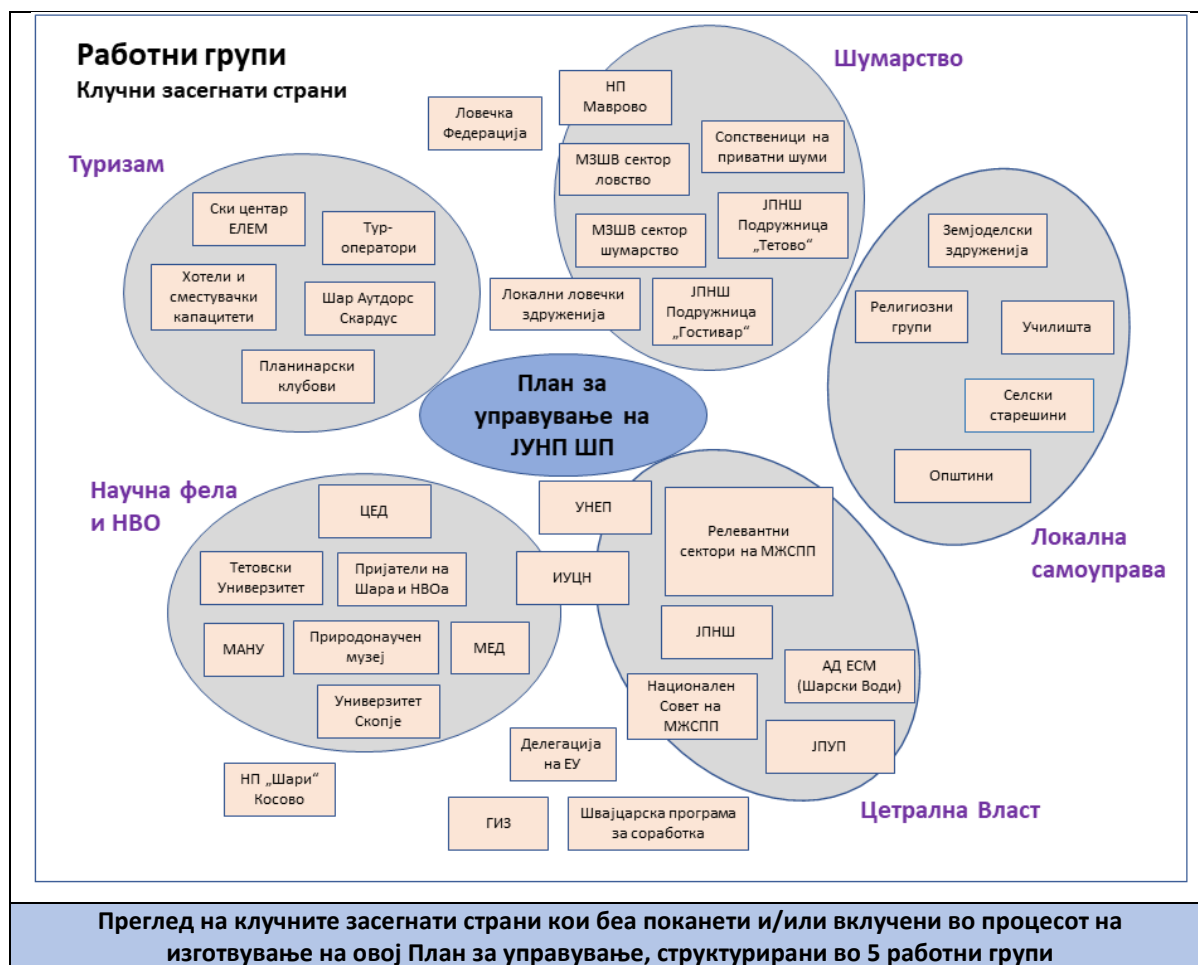 Работни групи
Клучни засегнати страни
Шумарство
НП
Маврово
Ловечка
Федерација
МЗШВ сектор
ловство
Сопственици на
приватни шуми
МЗШВ сектор
шумарство
ЈПНШ
Подружница
„Тетово“
Локални ловечки
здруженија
ЈПНШ
Подружница
„Гостивар“
Туризам
Ски центар
ЕЛЕМ
Тур-
оператори
Хотели и
сместувачки
капацитети
Шар Аутдорс
Скардус
Планинарски
клубови
Земјоделски
здруженија
Религиозни
групи
Училишта
Селски
старешини
Општини
Локална
самоуправа
План за
управување на
ЈУНП ШП
Научна фела
и НВО
ЦЕД
Тетовски
Универзитет
Пријатели на
Шара и НВОа
МАНУ
Природонаучен
музеј
МЕД
Универзитет
Скопје
УНЕП
ИУЦН
Релевантни
сектори на МЖСПП
ЈПНШ
АД ЕСМ
(Шарски Води)
Национален
Совет на
МЖСПП
ЈПУП
Цетрална Власт
НП „Шари“
Косово
Делегација
на ЕУ
ГИЗ
Швајцарска програма
за соработка
Преглед на клучните засегнати страни кои беа поканети и/или вклучени во процесот на
изготвување на овој План за управување, структурирани во 5 работни групи